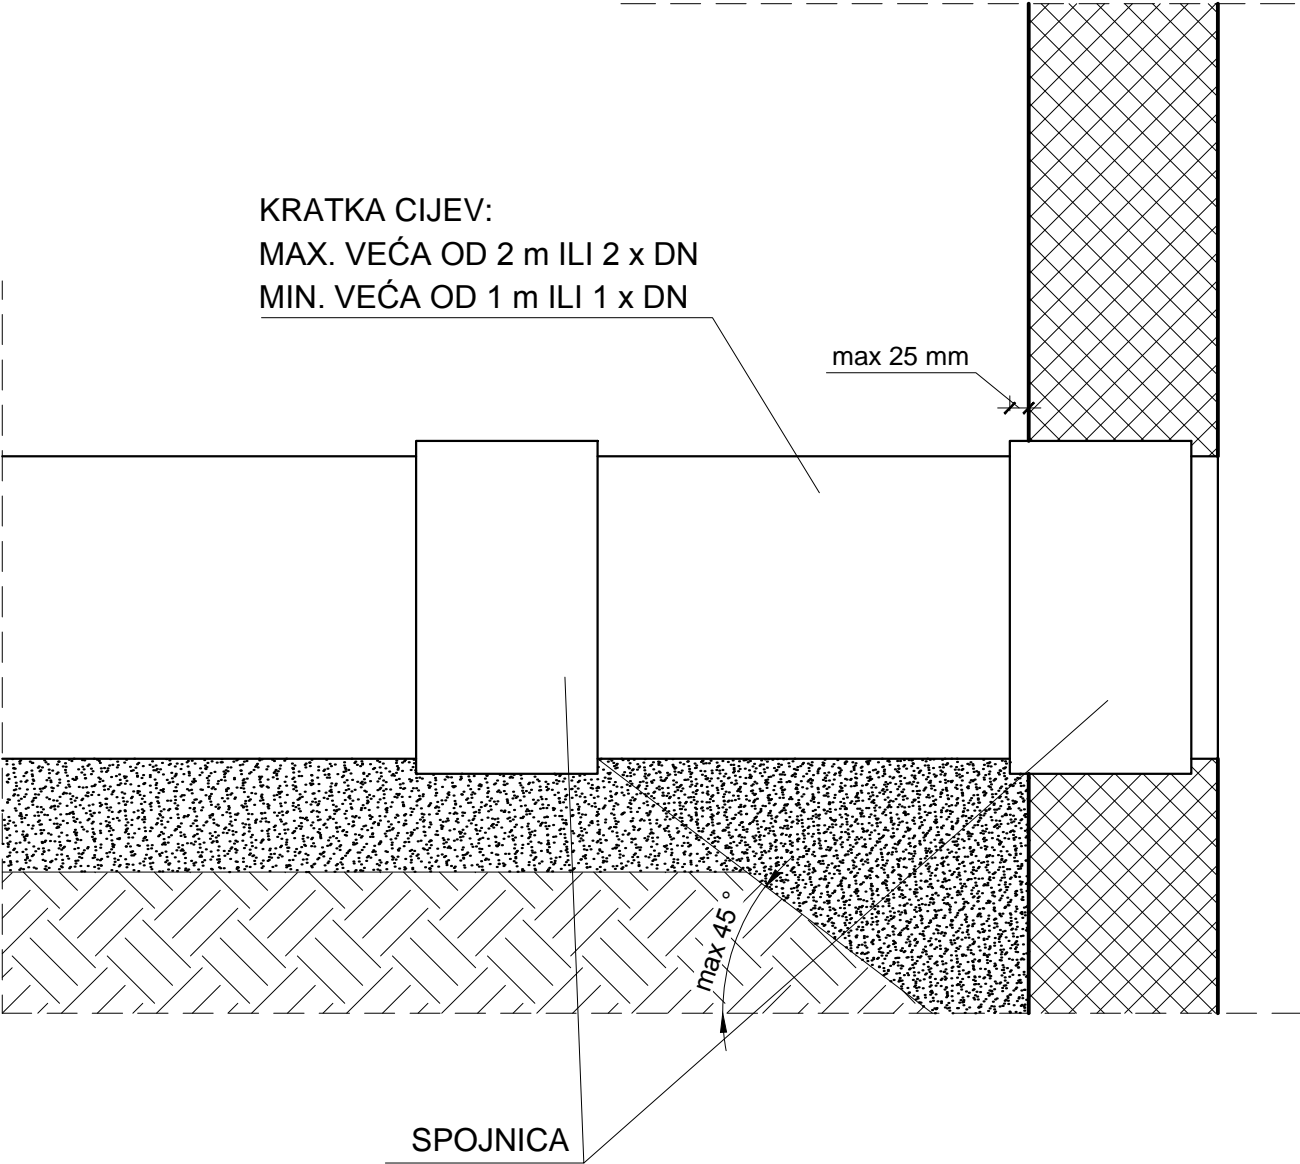 KRATKA CIJEV:
MAX. VEĆA OD 2 m ILI 2 x DN
MIN. VEĆA OD 1 m ILI 1 x DN
max 25 mm
max 45 °
SPOJNICA